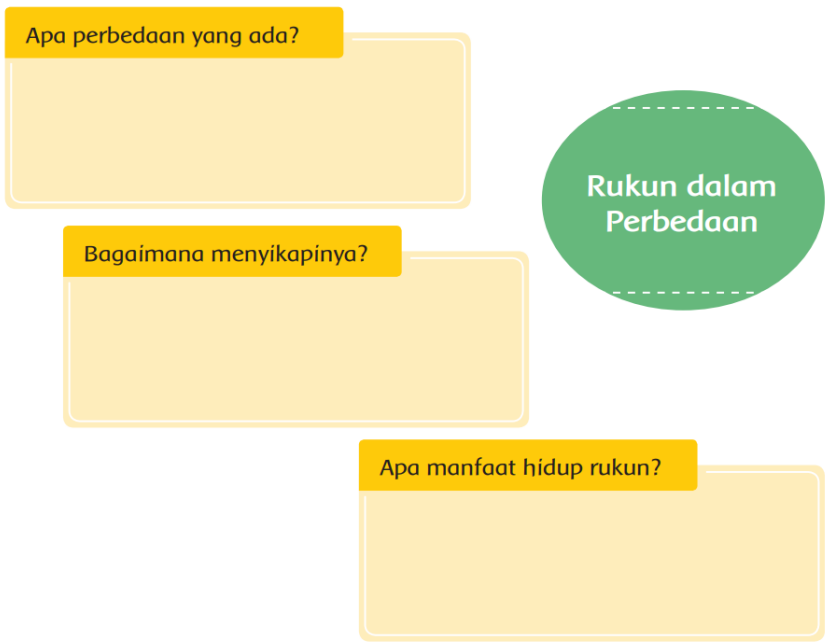 Apa perbedaan yang ada?
Rukun dalam
Perbedaan
Bagaimana menyikapinya?
Apa manfaat hidup rukun?